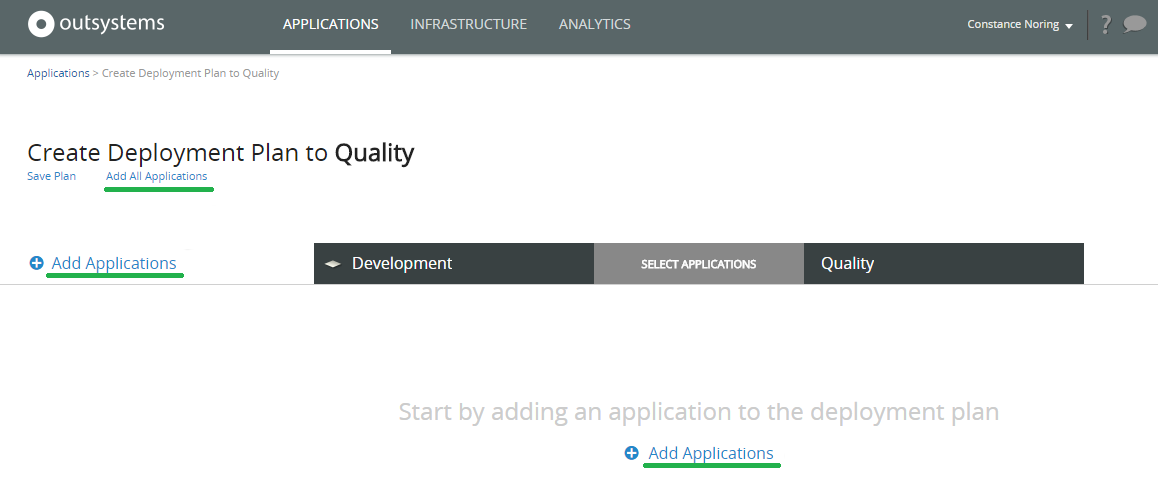 outsystems
APPLICATIONS INFRASTRUCTURE ANALYTICS
Constance Noring
?
Applications > Create Deployment Plan to Quality
Create Deployment Plan to Quality
Save Plan Add All Applications
Add Applications Development SELECT APPLICATIONS Quality
Start by adding an application to the deployment plan
Add Applications